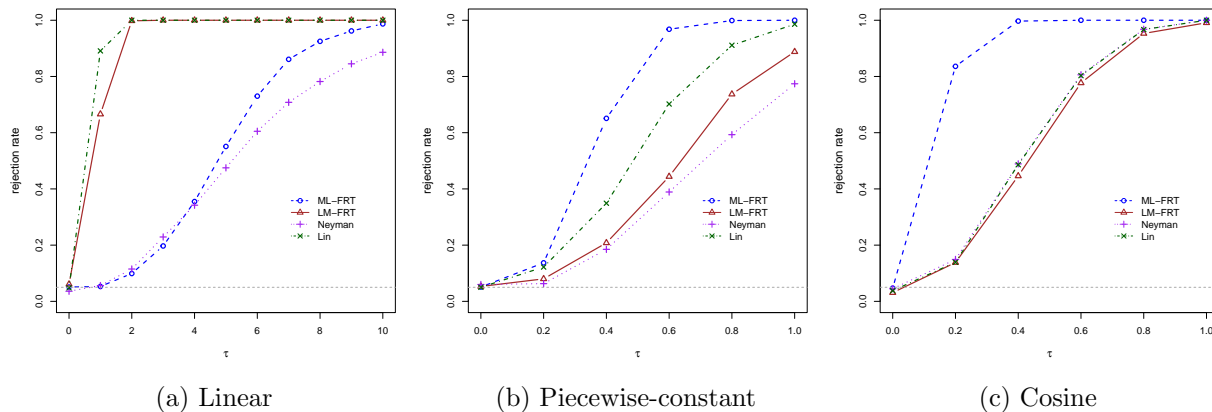 rejection rate
1.0
0.8
0.6
0.4
0.2
0.0
ML−FRT
LM−FRT
Neyman
Lin
0 2 4 6 8 10
τ
(a) Linear
rejection rate
1.0
0.8
0.6
0.4
0.2
0.0
ML−FRT
LM−FRT
Neyman
Lin
0.0 0.2 0.4 0.6 0.8 1.0
τ
(b) Piecewise-constant
rejection rate
1.0
0.8
0.6
0.4
0.2
0.0
ML−FRT
LM−FRT
Neyman
Lin
0.0 0.2 0.4 0.6 0.8 1.0
τ
(c) Cosine